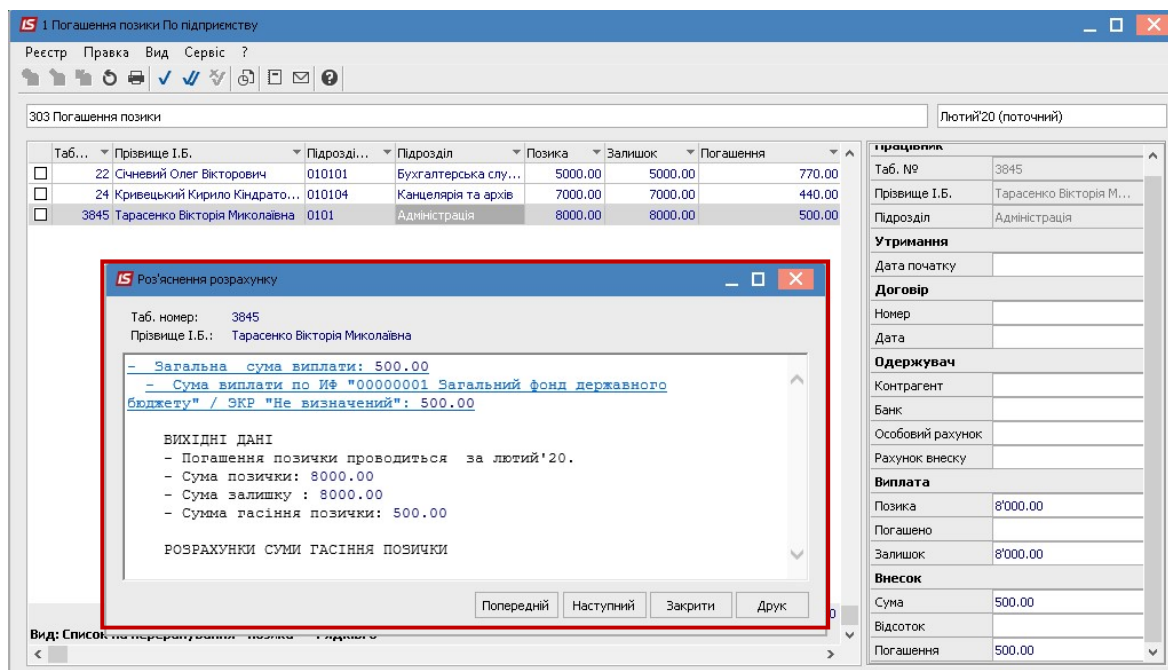 1 Погашення позики По підприємству
Реєстр Правка Вид Сервіс ?
303 Погашення позики Лютий'20 (поточний)
Таб... Прізвище І.Б. Підрозді... Підрозділ Позика Залишок Погашення
22 Січневий Олег Вікторович 010101 Бухгалтерська слу... 5000.00 5000.00 770.00
24 Кривецький Кирило Кіндрато... 010104 Канцелярія та архів 7000.00 7000.00 440.00
3845 Тарасенко Вікторія Миколаївна 0101 Адміністрація 8000.00 8000.00 500.00
Роз'яснення розрахунку
Таб. номер: 3845
Прізвище І.Б.: Тарасенко Вікторія Миколаївна
- Загальна сума виплати: 500.00
- Сума виплати по ИФ "00000001 Загальний фонд державного
бюджету" / ЭКР "Не визначений": 500.00
ВИХІДНІ ДАНІ
- Погашення позички проводиться за лютий'20.
- Сума позички: 8000.00
- Сума залишку : 8000.00
- Сумма гасіння позички: 500.00
РОЗРАХУНКИ СУМИ ГАСІННЯ ПОЗИЧКИ
Попередній Наступний Закрити Друк
Вид: Список
Працівник
Таб. № 3845
Прізвище І.Б. Тарасенко Вікторія М...
Підрозділ Адміністрація
Утримання
Дата початку
Договір
Номер
Дата
Одержувач
Контрагент
Банк
Особовий рахунок
Рахунок внеску
Виплата
Позика 8'000.00
Погашено
Залишок 8'000.00
Внесок
Сума 500.00
Відсоток
Погашення 500.00